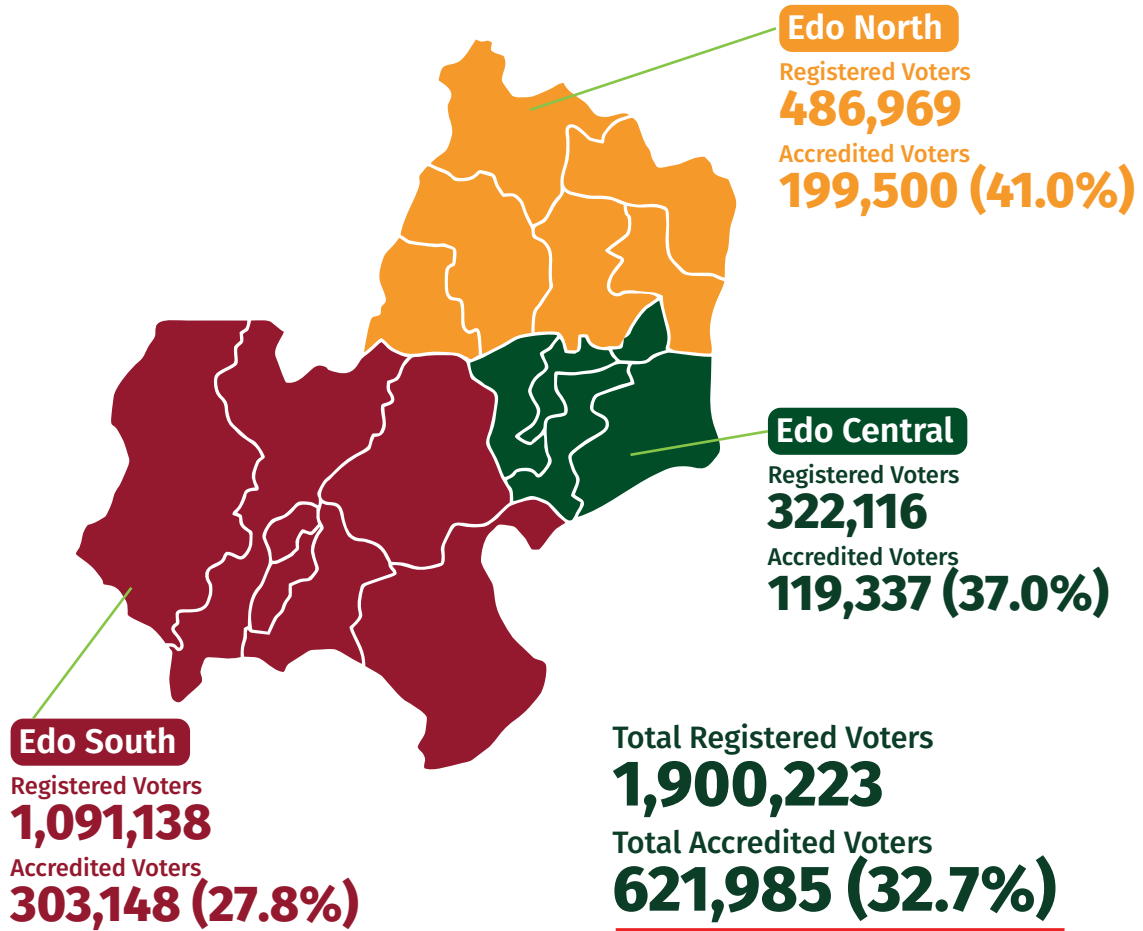 Edo North
Registered Voters
486,969
Accredited Voters
199,500 (41.0%)
Edo Central
Registered Voters
322,116
Accredited Voters
119,337 (37.0%)
Edo South
Registered Voters
1,091,138
Accredited Voters
303,148 (27.8%)
Total Registered Voters
1,900,223
Total Accredited Voters
621,985 (32.7%)